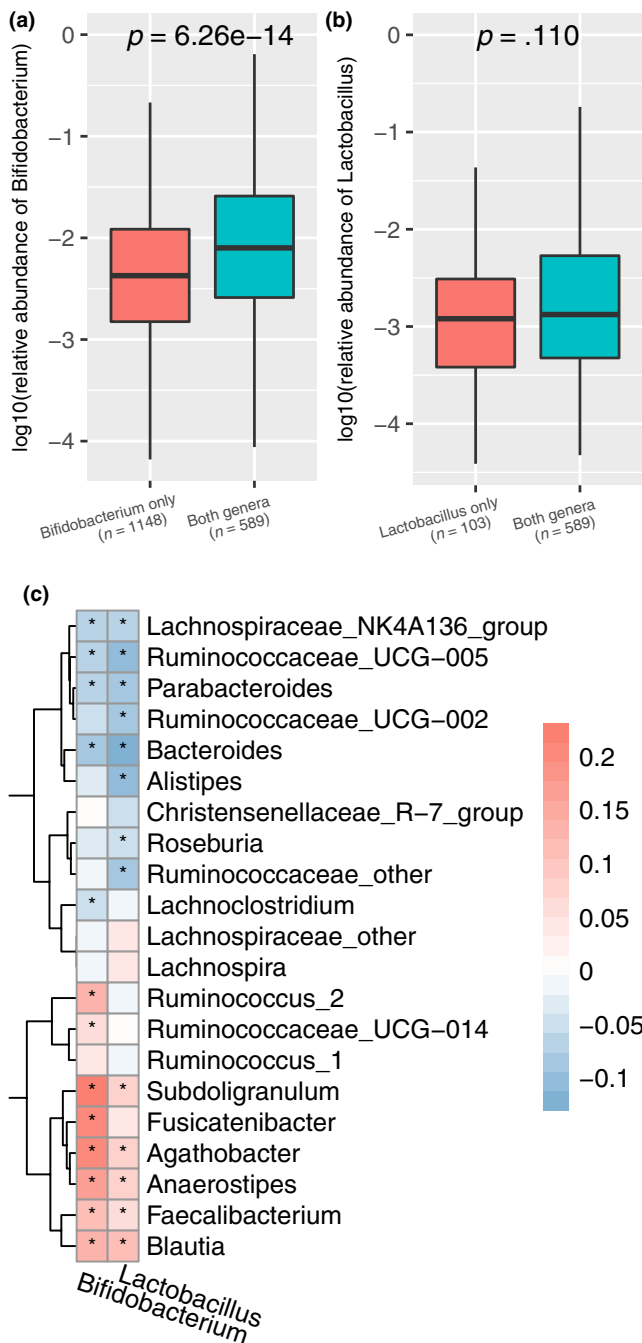 (a)
p = 6.26e−14
log10(relative abundance of Bifidobacterium)
0
−1
−2
−3
−4
Bifidobacterium only
(n = 1148)
Both genera
(n = 589)
(b)
p = .110
log10(relative abundance of Lactobacillus)
0
−1
−2
−3
−4
Lactobacillus only
(n = 103)
Both genera
(n = 589)
(c)
* * Lachnospiraceae_NK4A136_group
* * Ruminococcaceae_UCG−005
* * Parabacteroides
* Ruminococcaceae_UCG−002
* * Bacteroides
* Alistipes
Christensenellaceae_R−7_group
* Roseburia
* Ruminococcaceae_other
* Lachnoclostridium
Lachnospiraceae_other
Lachnospira
* Ruminococcus_2
* Ruminococcaceae_UCG−014
Ruminococcus_1
* * Subdoligranulum
* Fusicatenibacter
* * Agathobacter
* * Anaerostipes
* * Faecalibacterium
* * Blautia
Lactobacillus
Bifidobacterium
0.2
0.15
0.1
0.05
0
−0.05
−0.1